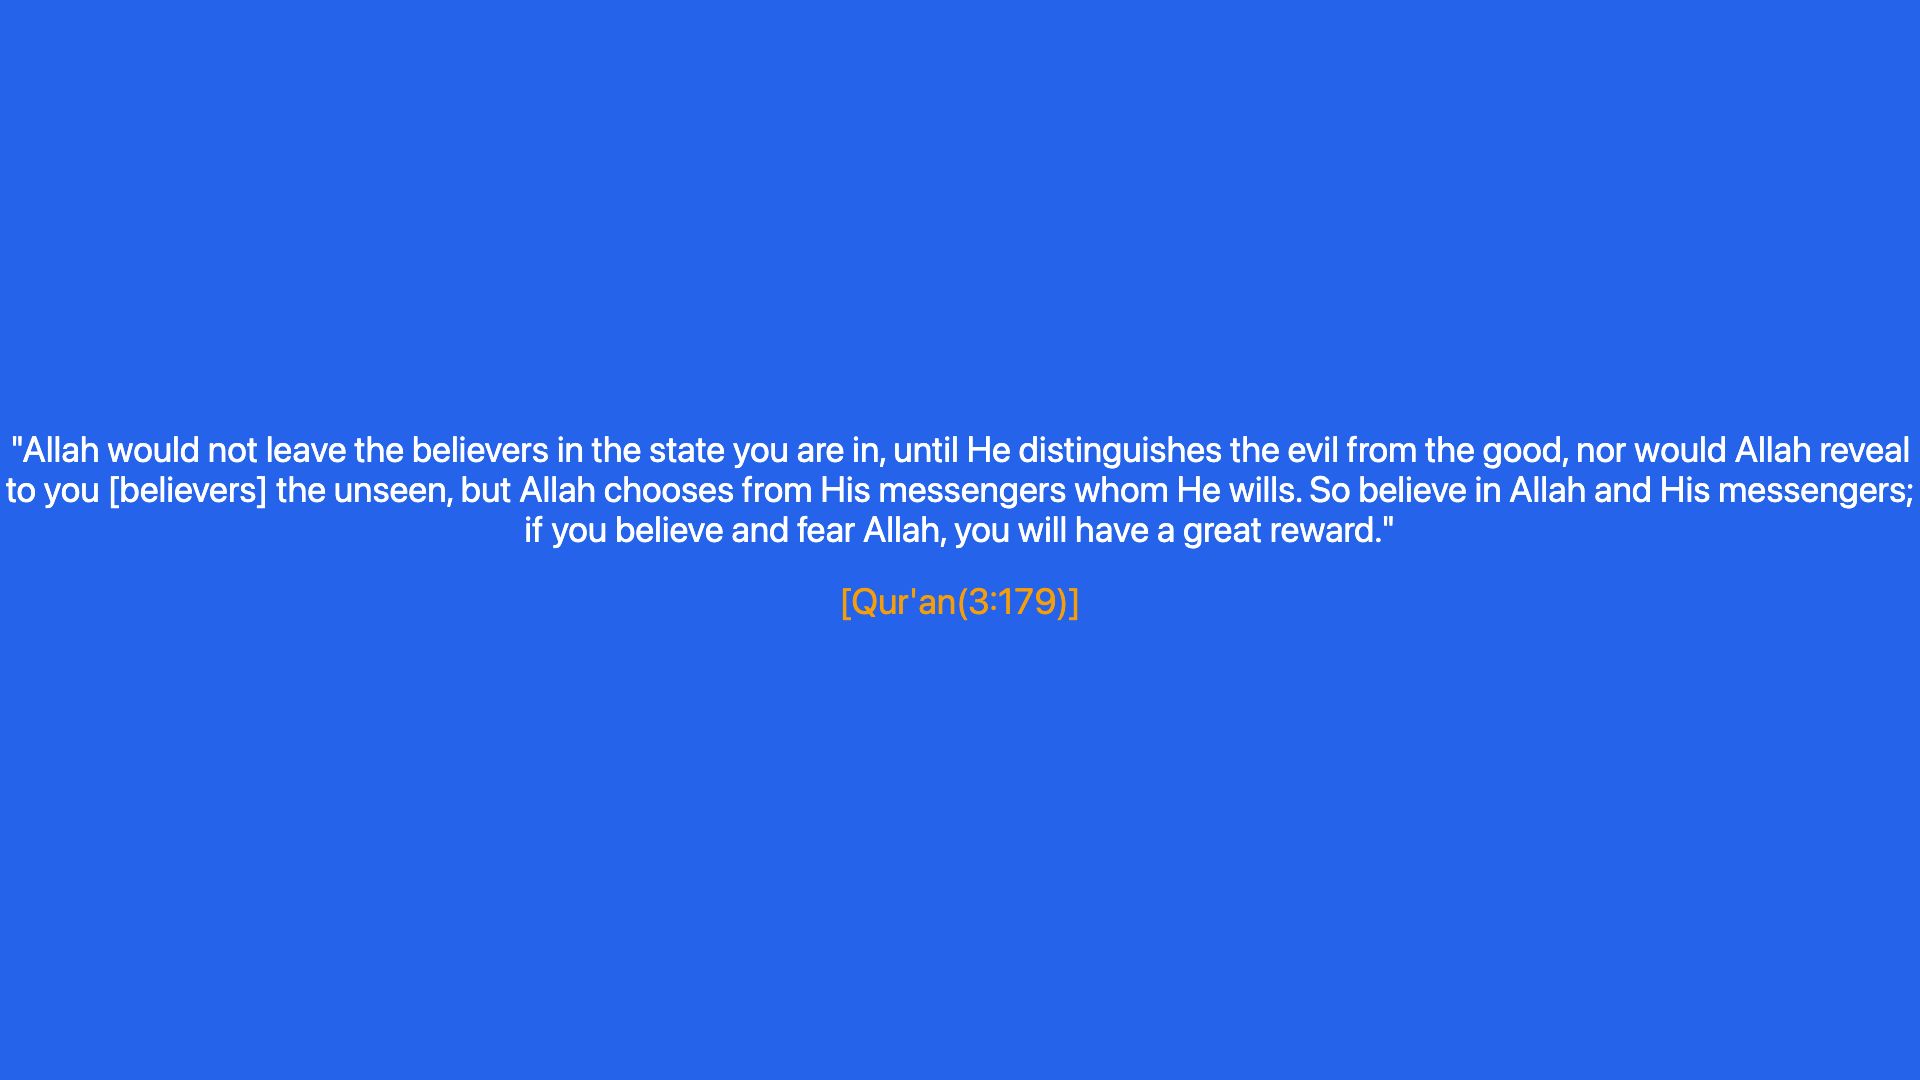 "Allah would not leave the believers in the state you are in, until He distinguishes the evil from the good, nor would Allah reveal
to you [believers] the unseen, but Allah chooses from His messengers whom He wills. So believe in Allah and His messengers;
if you believe and fear Allah, you will have a great reward."
[Qur'an(3:179)]